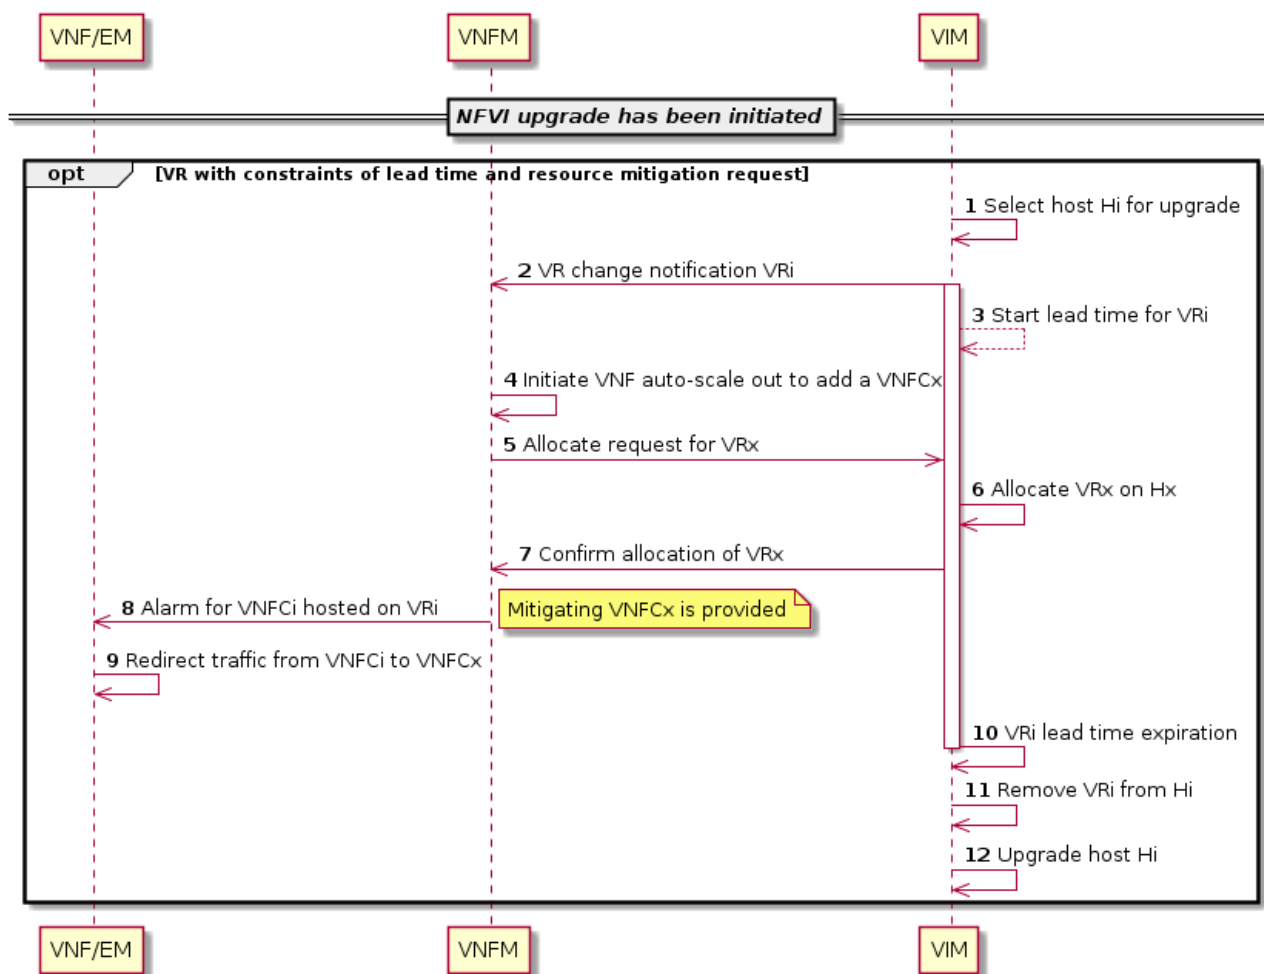 VNF/EM
VNFM
VIM
NFVI upgrade has been initiated
opt
[VR with constraints of lead time and resource mitigation request]
1 Select host Hi for upgrade
2 VR change notification VRi
3 Start lead time for VRi
4 Initiate VNF auto-scale out to add a VNFCx
5 Allocate request for VRx
6 Allocate VRx on Hx
7 Confirm allocation of VRx
8 Alarm for VNFCi hosted on VRi
Mitigating VNFCx is provided
9 Redirect traffic from VNFCi to VNFCx
10 VRi lead time expiration
11 Remove VRi from Hi
12 Upgrade host Hi
VNF/EM
VNFM
VIM